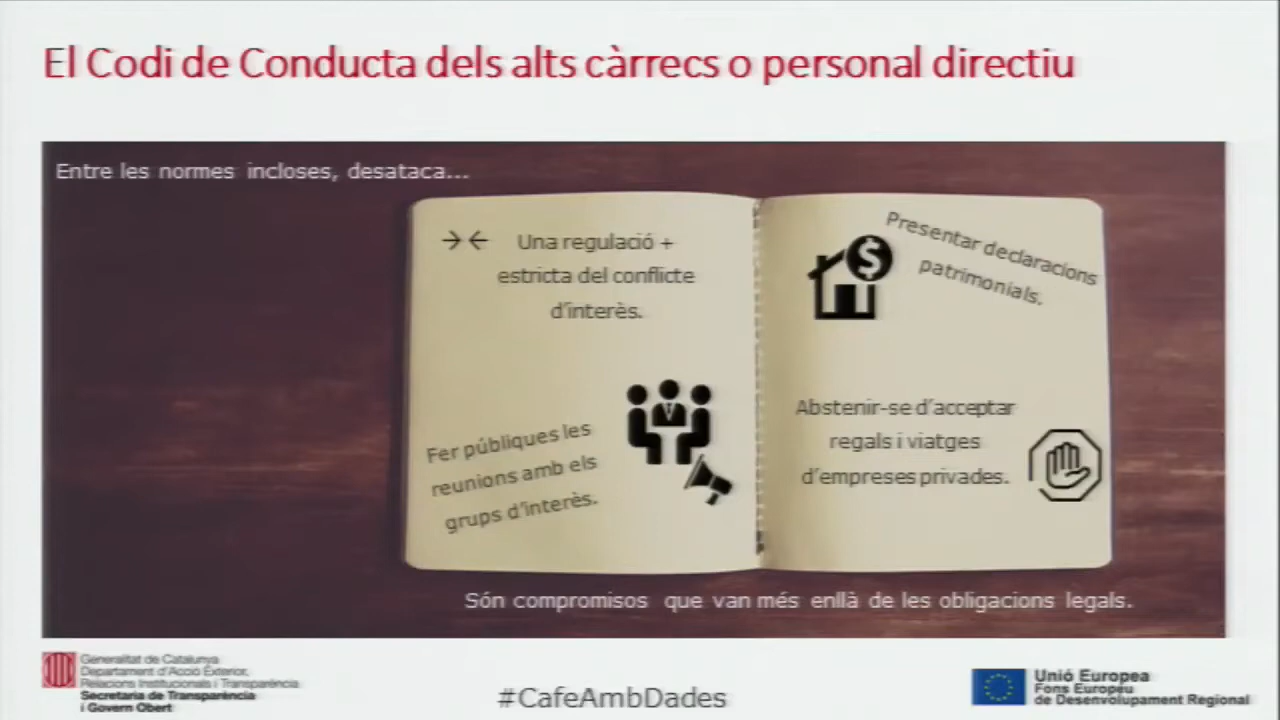 El Codi de Conducta dels alts càrrecs o personal directiu
Entre les normes incloses, desataca...
Una regulació +
estricta del conflicte
d'interès.
Presentar declaracions
patrimonials.
Fer públiques les
reunions amb els
grups d'interès.
Abstenir-se d'acceptar
regals i viatges
d'empreses privades.
Són compromisos que van més enllà de les obligacions legals.
Generalitat de Catalunya
Departament d'Acció Exterior,
Relacions Institucionals i Transparència
Secretaria de Transparència
i Govern Obert
#CafeAmbDades
Unió Europea
Fons Europeu
de Desenvolupament Regional